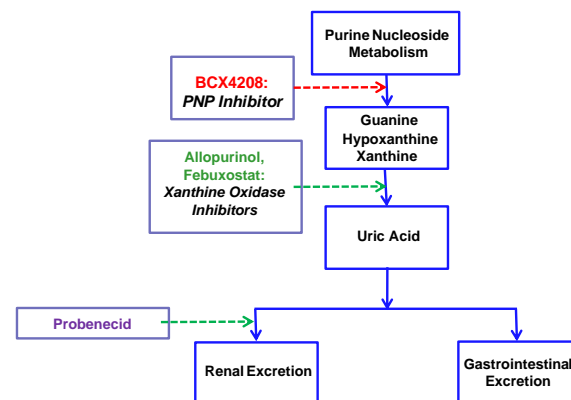 Purine Nucleoside
Metabolism
BCX4208:
PNP Inhibitor
Guanine
Hypoxanthine
Xanthine
Allopurinol,
Febuxostat:
Xanthine Oxidase
Inhibitors
Uric Acid
Probenecid
Renal Excretion
Gastrointestinal
Excretion